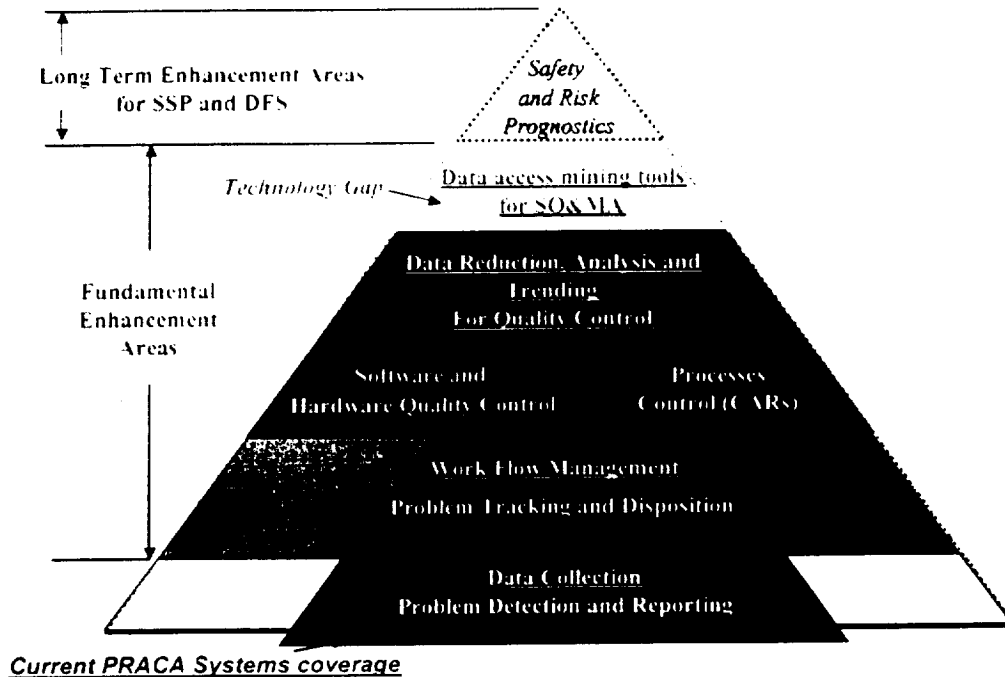 Long Term Enhancement Areas
for SSP and DFS
Safety
and Risk
Prognostics
Technology Gap
Data access mining tools
for SQ&MA
Fundamental
Enhancement
Areas
Data Reduction, Analysis and
Trending
For Quality Control
Software and
Hardware Quality Control
Processes
Control (CARs)
Work Flow Management
Problem Tracking and Disposition
Data Collection
Problem Detection and Reporting
Current PRACA Systems coverage